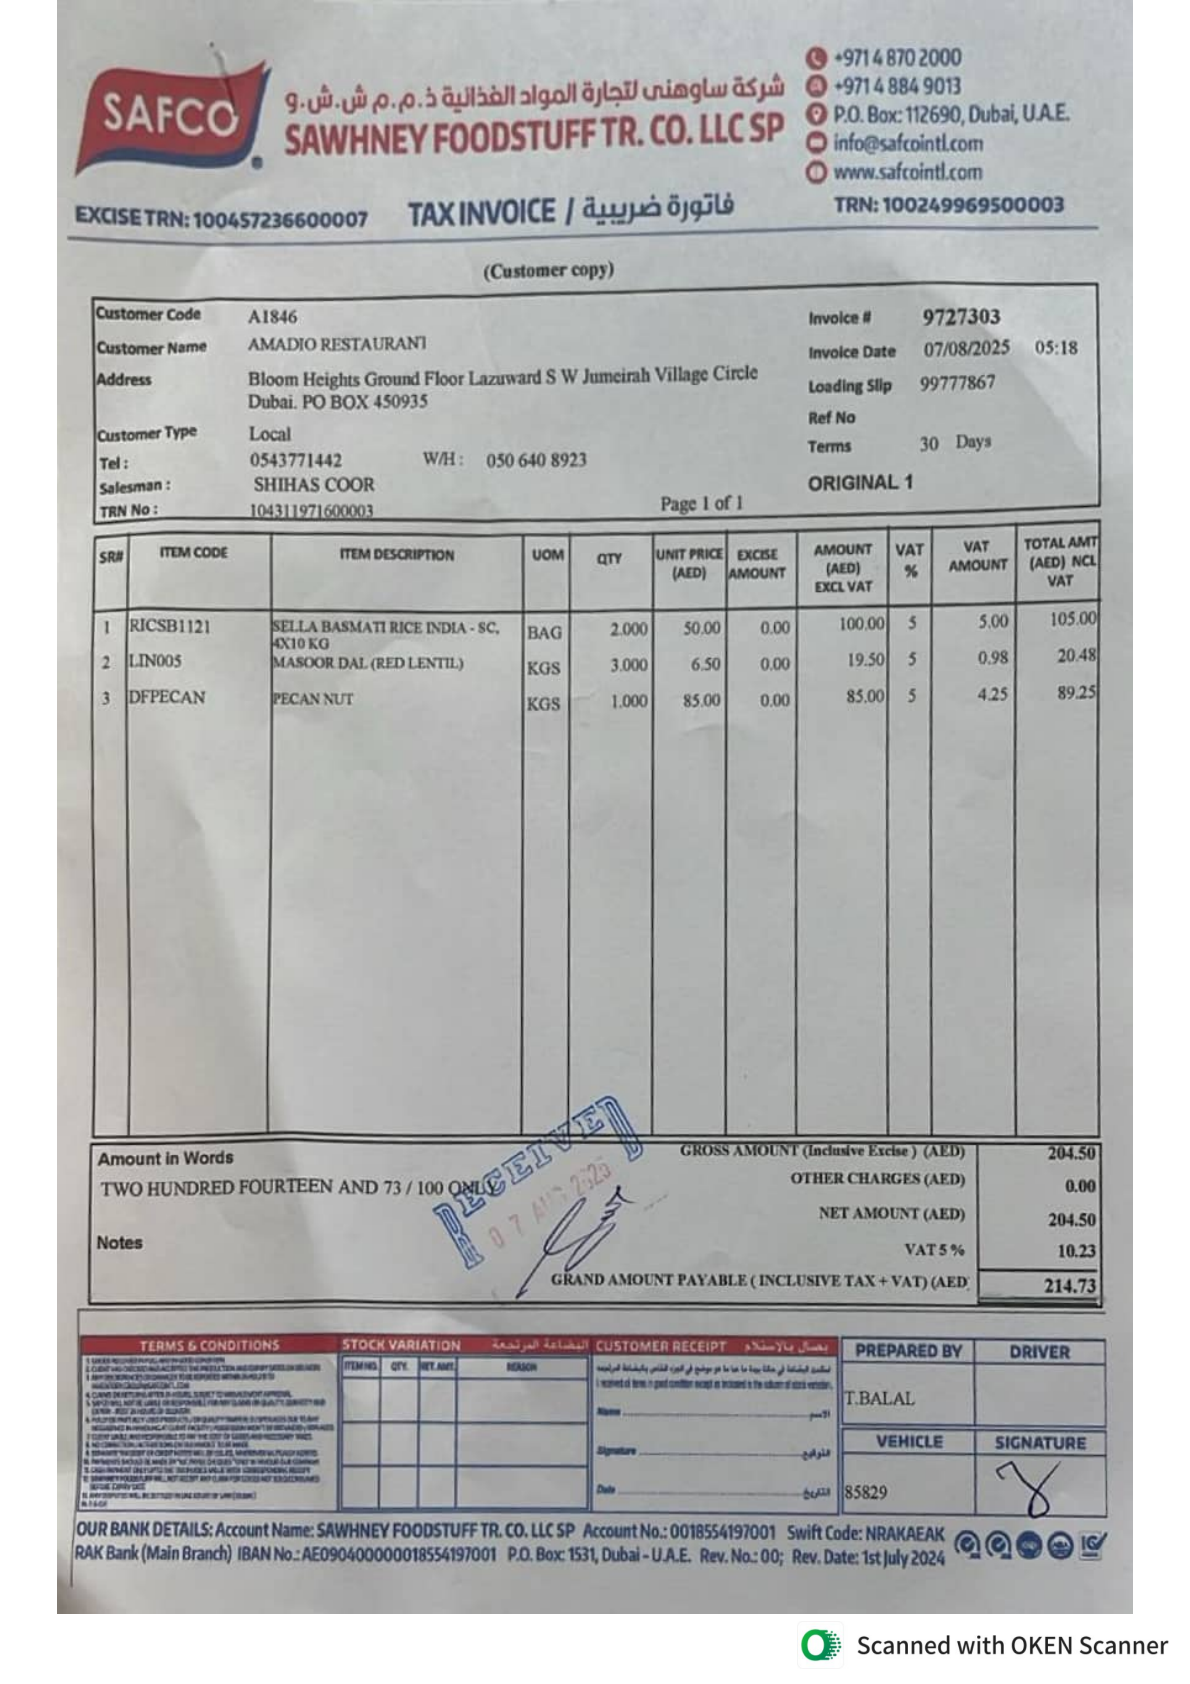 SAFCO
®
شركة ساوهني لتجارة المواد الغذائية ذ.م.م ش.ش.و
SAWHNEY FOODSTUFF TR. CO. LLC SP
+971 4 870 2000
+971 4 884 9013
P.O. Box: 112690, Dubai, U.A.E.
info@safcointl.com
www.safcointl.com
EXCISE TRN: 100457236600007
TAX INVOICE / فاتورة ضريبية
TRN: 100249969500003
(Customer copy)
Customer Code A1846
Customer Name AMADIO RESTAURANT
Address Bloom Heights Ground Floor Lazuward S W Jumeirah Village Circle
Dubai. PO BOX 450935
Customer Type Local
Tel : 0543771442 W/H : 050 640 8923
Salesman : SHIHAS COOR
TRN No : 104311971600003
Page 1 of 1
Invoice # 9727303
Invoice Date 07/08/2025 05:18
Loading Slip 99777867
Ref No
Terms 30 Days
ORIGINAL 1
SR# ITEM CODE ITEM DESCRIPTION UOM QTY UNIT PRICE (AED) EXCISE AMOUNT AMOUNT (AED) EXCL VAT VAT % VAT AMOUNT TOTAL AMT (AED) NCL VAT
1 RICSB1121 SELLA BASMATI RICE INDIA - SC, BAG 2.000 50.00 0.00 100.00 5 5.00 105.00
4X10 KG
2 LIN005 MASOOR DAL (RED LENTIL) KGS 3.000 6.50 0.00 19.50 5 0.98 20.48
3 DFPECAN PECAN NUT KGS 1.000 85.00 0.00 85.00 5 4.25 89.25
Amount in Words
TWO HUNDRED FOURTEEN AND 73 / 100 ONLY
Notes
RECEIVED
07 AUG 2025
GROSS AMOUNT (Inclusive Excise ) (AED) 204.50
OTHER CHARGES (AED) 0.00
NET AMOUNT (AED) 204.50
VAT 5 % 10.23
GRAND AMOUNT PAYABLE ( INCLUSIVE TAX + VAT) (AED 214.73
TERMS & CONDITIONS
STOCK VARIATION البضاعة المرتجعة
ITEM NO. QTY. RET. AMT. REASON
CUSTOMER RECEIPT إيصال بالاستلام
Name الاسم
Signature التوقيع
Date التاريخ
PREPARED BY DRIVER
T.BALAL
VEHICLE SIGNATURE
85829
OUR BANK DETAILS: Account Name: SAWHNEY FOODSTUFF TR. CO. LLC SP Account No.: 0018554197001 Swift Code: NRAKAEAK
RAK Bank (Main Branch) IBAN No.: AE090400000018554197001 P.O. Box: 1531, Dubai - U.A.E. Rev. No.: 00; Rev. Date: 1st July 2024
Scanned with OKEN Scanner